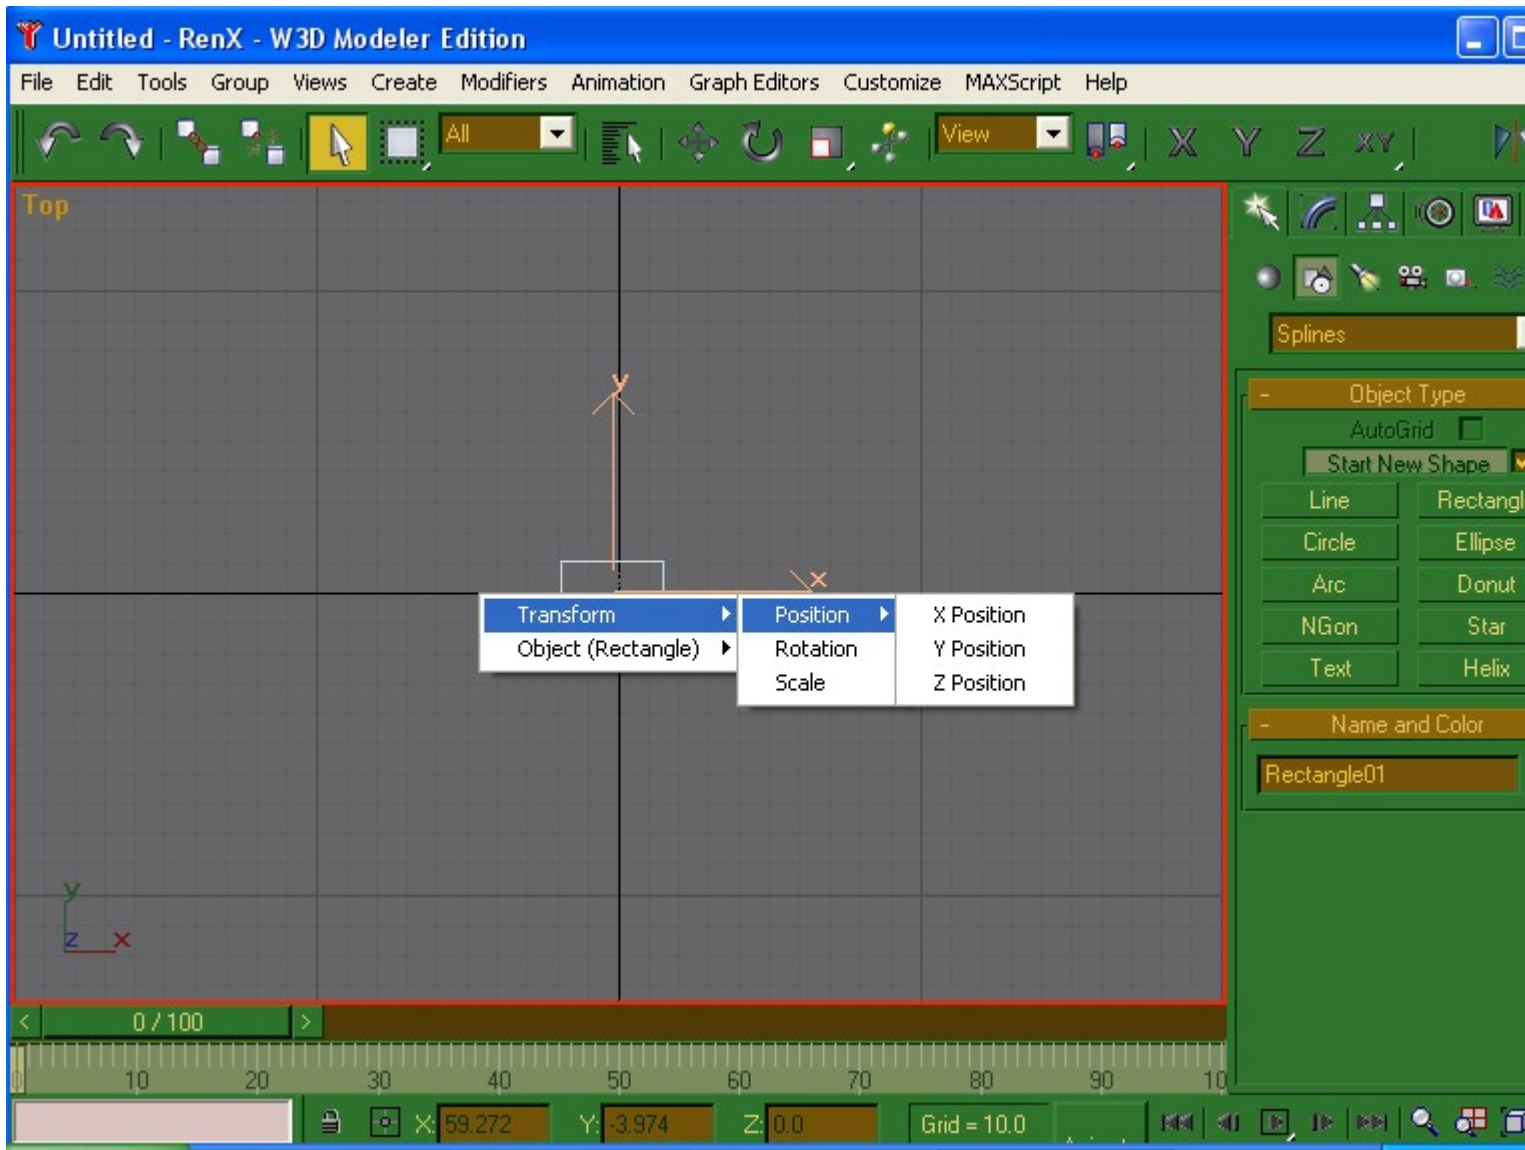 Untitled - RenX - W3D Modeler Edition
File Edit Tools Group Views Create Modifiers Animation Graph Editors Customize MAXScript Help
All View X Y Z XY
Top
Splines
y
- Object Type
AutoGrid
Start New Shape
Line Rectangl
Circle Ellipse
x
Arc Donut
Transform Position X Position
NGon Star
Object (Rectangle) Rotation Y Position
Text Helix
Scale Z Position
- Name and Color
Rectangle01
y
z x
< 0 / 100 >
0 10 20 30 40 50 60 70 80 90 10
X: 59.272 Y: -3.974 Z: 0.0 Grid = 10.0